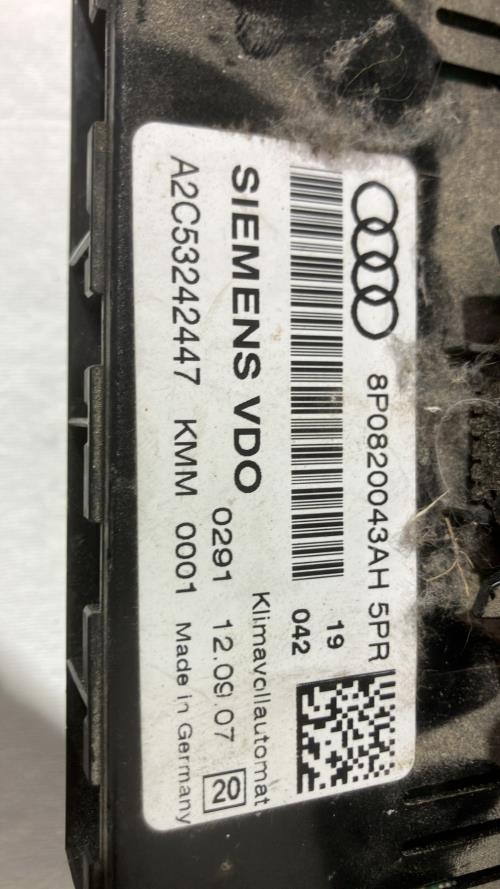 8P0820043AH 5PR
19
042
Klimavollautomat
SIEMENS VDO 0291 12.09.07 20
A2C53242447 KMM 0001 Made in Germany